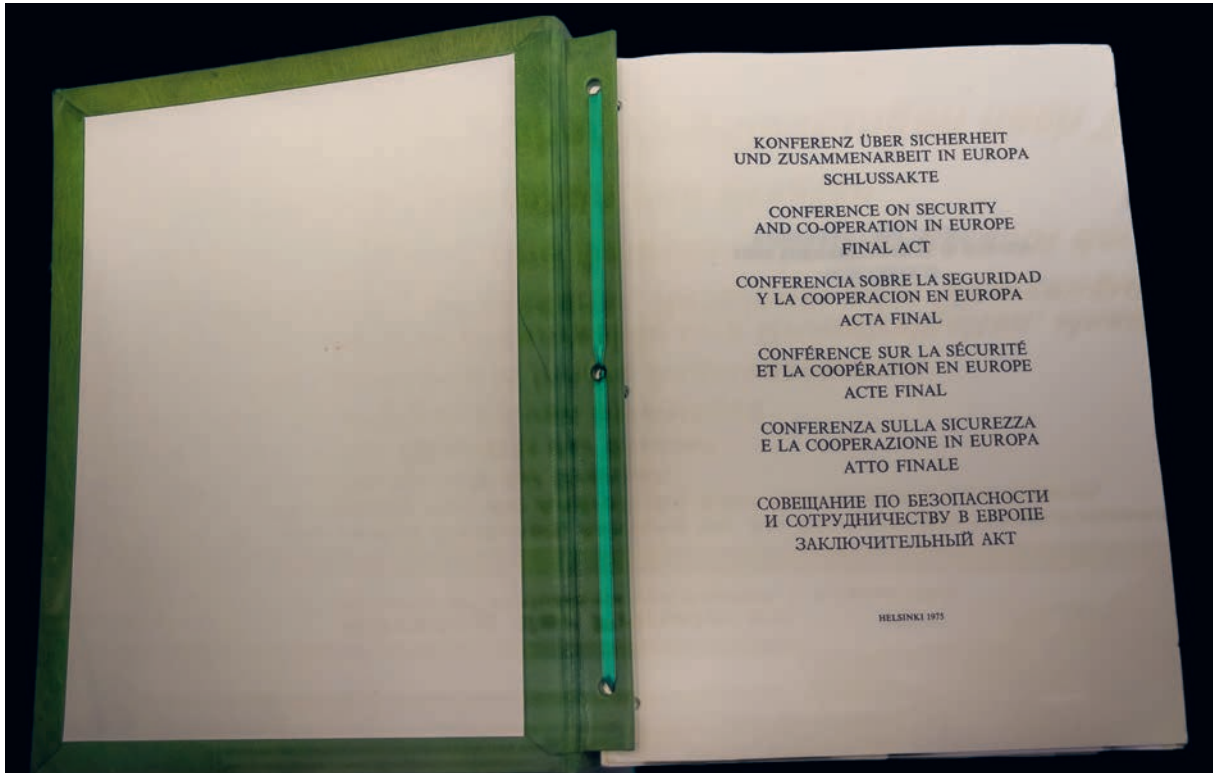 KONFERENZ ÜBER SICHERHEIT
UND ZUSAMMENARBEIT IN EUROPA
SCHLUSSAKTE
CONFERENCE ON SECURITY
AND CO-OPERATION IN EUROPE
FINAL ACT
CONFERENCIA SOBRE LA SEGURIDAD
Y LA COOPERACION EN EUROPA
ACTA FINAL
CONFÉRENCE SUR LA SÉCURITÉ
ET LA COOPÉRATION EN EUROPE
ACTE FINAL
CONFERENZA SULLA SICUREZZA
E LA COOPERAZIONE IN EUROPA
ATTO FINALE
СОВЕЩАНИЕ ПО БЕЗОПАСНОСТИ
И СОТРУДНИЧЕСТВУ В ЕВРОПЕ
ЗАКЛЮЧИТЕЛЬНЫЙ АКТ
HELSINKI 1975